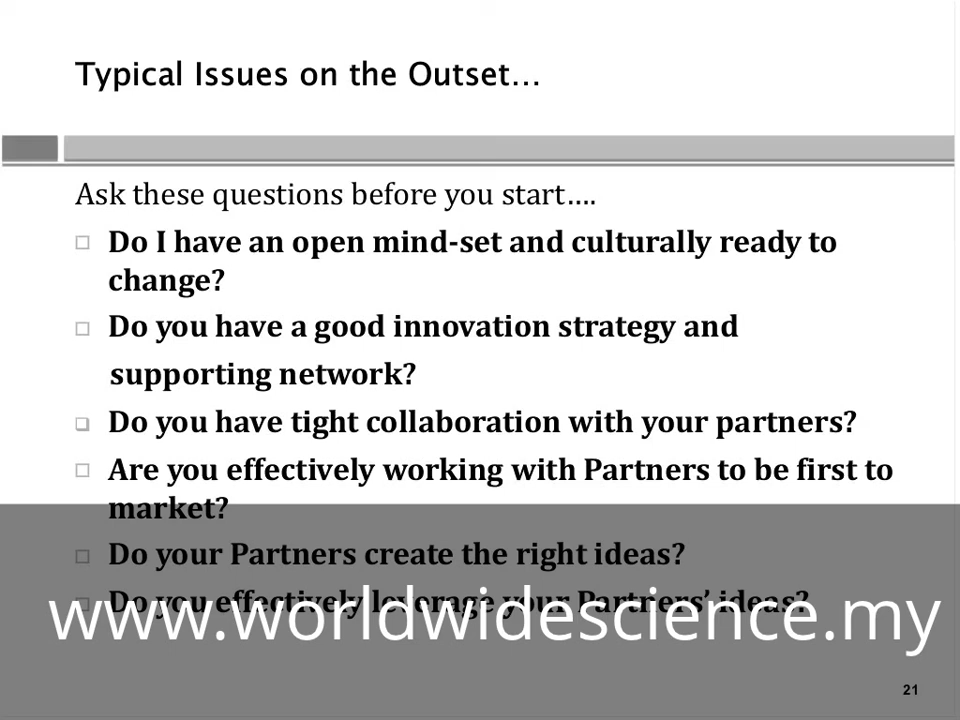 Typical Issues on the Outset...
Ask these questions before you start....
Do I have an open mind-set and culturally ready to
change?
Do you have a good innovation strategy and
supporting network?
Do you have tight collaboration with your partners?
Are you effectively working with Partners to be first to
market?
Do your Partners create the right ideas?
Do you effectively leverage your Partners' ideas?
www.worldwidescience.my
21